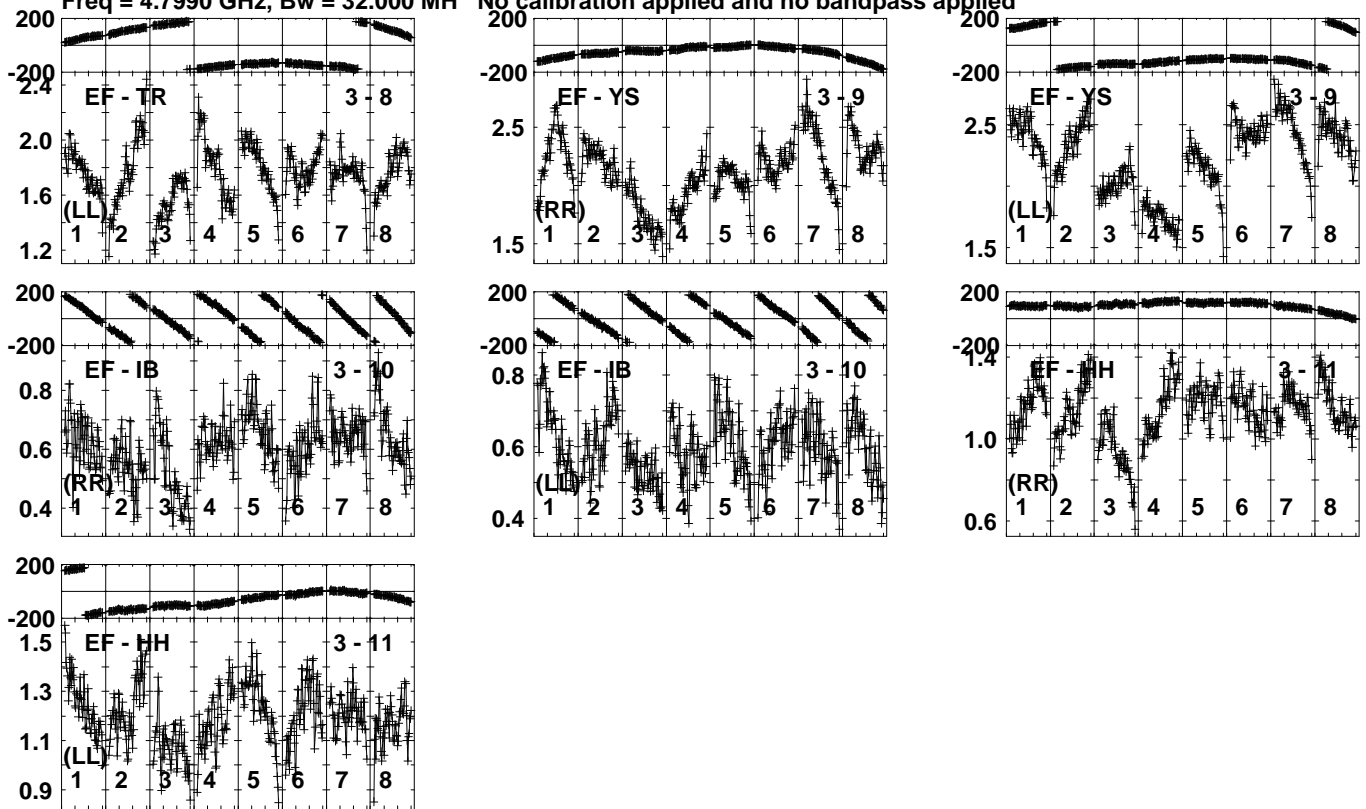 Freq = 4.7990 GHz, Bw = 32.000 MH No calibration applied and no bandpass applied
200
-200
2.4
2.0
1.6
1.2
EF - TR 3 - 8
(LL)
1 2 3 4 5 6 7 8
200
-200
2.5
1.5
EF - YS 3 - 9
(RR)
1 2 3 4 5 6 7 8
200
-200
2.5
1.5
EF - YS 3 - 9
(LL)
1 2 3 4 5 6 7 8
200
-200
0.8
0.6
0.4
EF - IB 3 - 10
(RR)
1 2 3 4 5 6 7 8
200
-200
0.8
0.6
0.4
EF - IB 3 - 10
(LL)
1 2 3 4 5 6 7 8
200
-200
1.4
1.0
0.6
EF - HH 3 - 11
(RR)
1 2 3 4 5 6 7 8
200
-200
1.5
1.3
1.1
0.9
EF - HH 3 - 11
(LL)
1 2 3 4 5 6 7 8